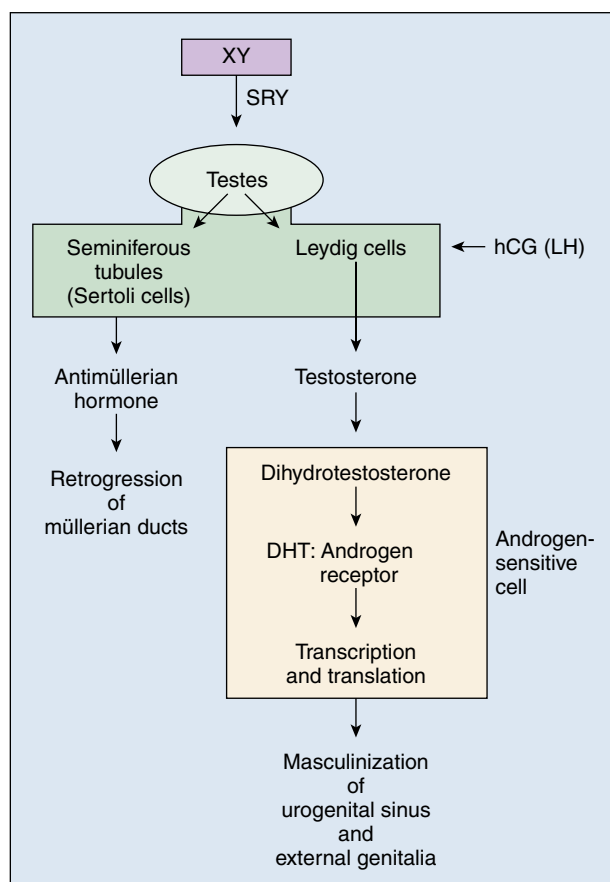 XY
SRY
Testes
Seminiferous
tubules
(Sertoli cells)
Leydig cells
hCG (LH)
Antimüllerian
hormone
Testosterone
Retrogression
of
müllerian ducts
Dihydrotestosterone
DHT: Androgen
receptor
Transcription
and translation
Androgen-
sensitive
cell
Masculinization
of
urogenital sinus
and
external genitalia